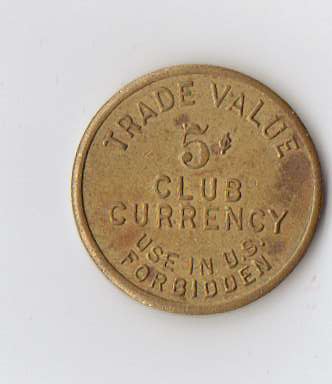 TRADE VALUE
5¢
CLUB
CURRENCY
USE IN U.S.
FORBIDDEN